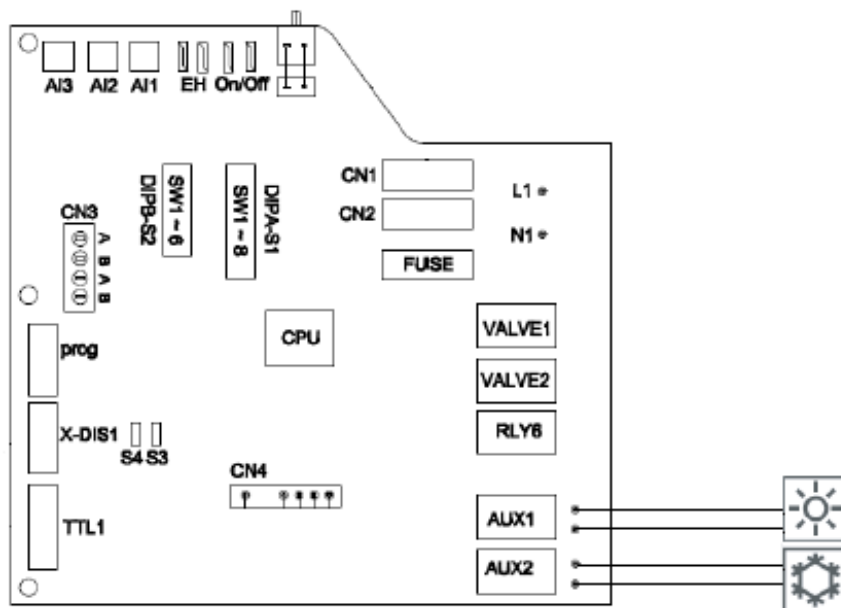 AI3 AI2 AI1 EH On/Off
CN1
L1
CN2
N1
FUSE
DIPB-S2
SW1 ~ 6
SW1 ~ 8
DIPA-S1
CN3
A
B
A
B
CPU
VALVE1
VALVE2
RLY6
prog
X-DIS1
S4 S3
CN4
TTL1
AUX1
AUX2